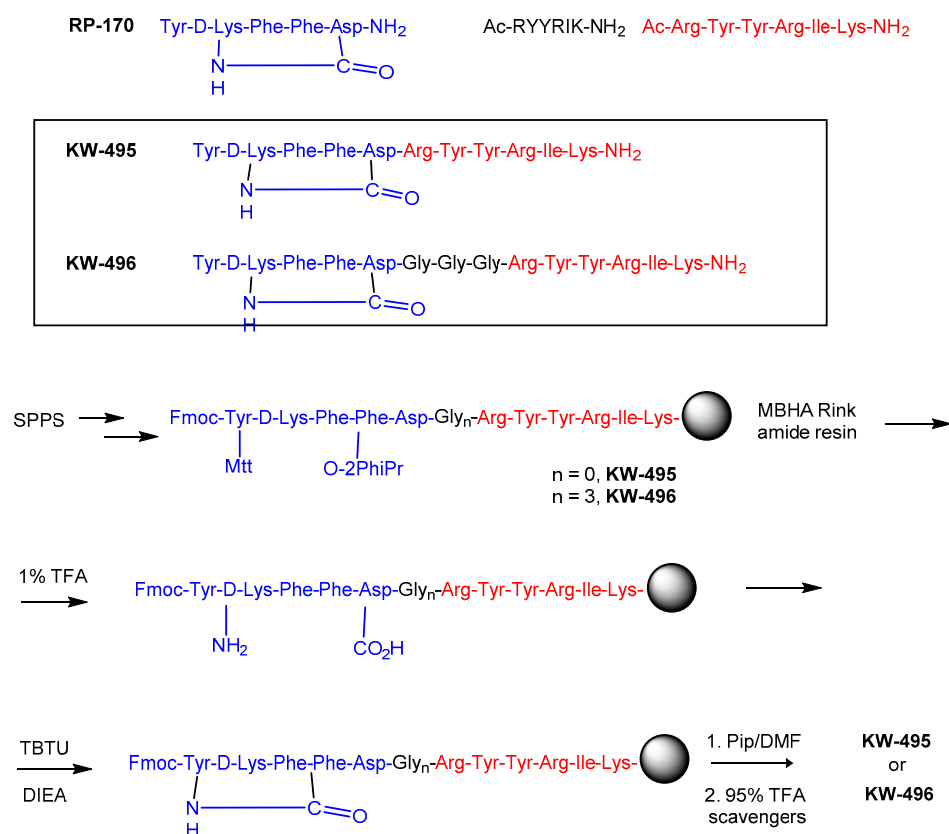 RP-170 Tyr-D-Lys-Phe-Phe-Asp-NH2 Ac-RYYRIK-NH2 Ac-Arg-Tyr-Tyr-Arg-Ile-Lys-NH2
N C O
H
KW-495 Tyr-D-Lys-Phe-Phe-Asp-Arg-Tyr-Tyr-Arg-Ile-Lys-NH2
N C O
H
KW-496 Tyr-D-Lys-Phe-Phe-Asp-Gly-Gly-Gly-Arg-Tyr-Tyr-Arg-Ile-Lys-NH2
N C O
H
SPPS Fmoc-Tyr-D-Lys-Phe-Phe-Asp-Glyn-Arg-Tyr-Tyr-Arg-Ile-Lys- MBHA Rink
amide resin
Mtt O-2PhiPr
n = 0, KW-495
n = 3, KW-496
1% TFA Fmoc-Tyr-D-Lys-Phe-Phe-Asp-Glyn-Arg-Tyr-Tyr-Arg-Ile-Lys-
NH2 CO2H
TBTU Fmoc-Tyr-D-Lys-Phe-Phe-Asp-Glyn-Arg-Tyr-Tyr-Arg-Ile-Lys- 1. Pip/DMF KW-495
or
DIEA 2. 95% TFA KW-496
scavengers
N C O
H